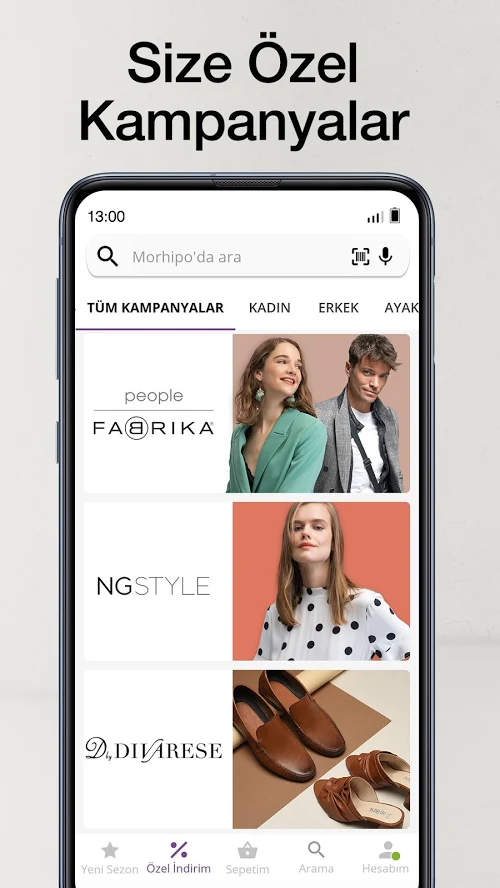 Size Özel
Kampanyalar
13:00
Morhipo'da ara
TÜM KAMPANYALAR KADIN ERKEK AYAK
people
FABRIKA
NGSTYLE
D by DIVARESE
Yeni Sezon Özel İndirim Sepetim Arama Hesabım